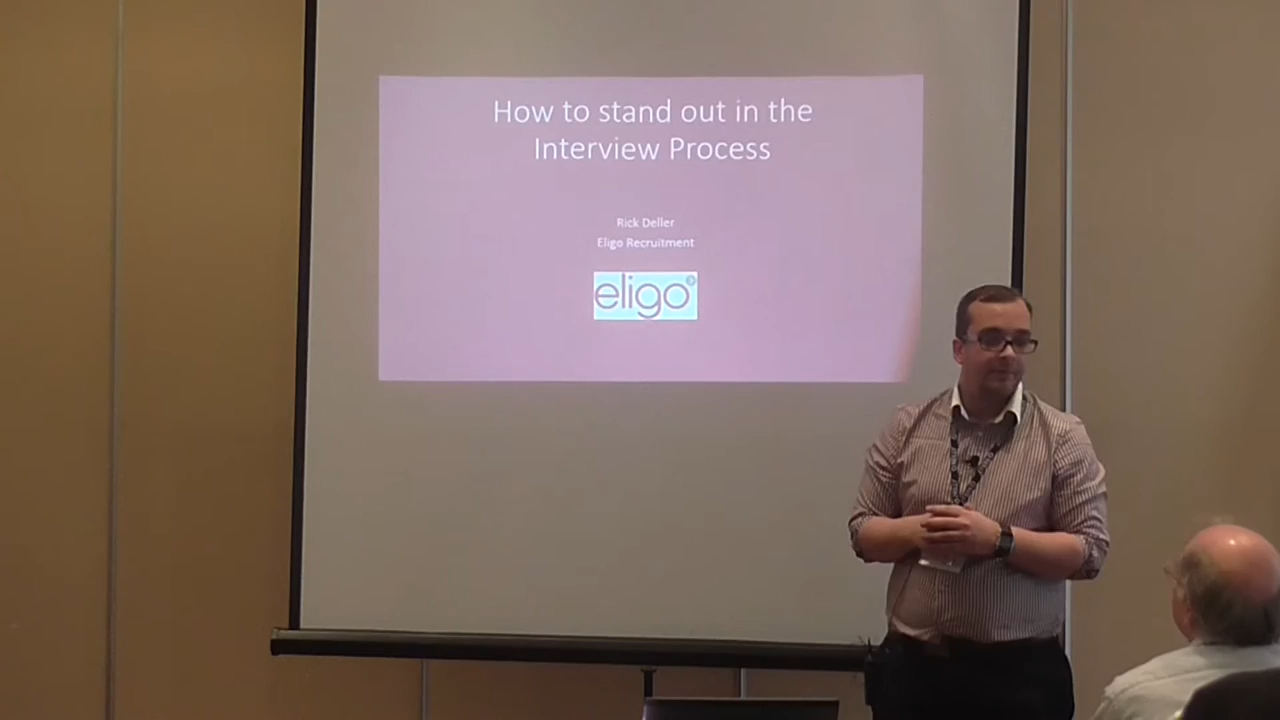 How to stand out in the
Interview Process
Rick Deller
Eligo Recruitment
eligo